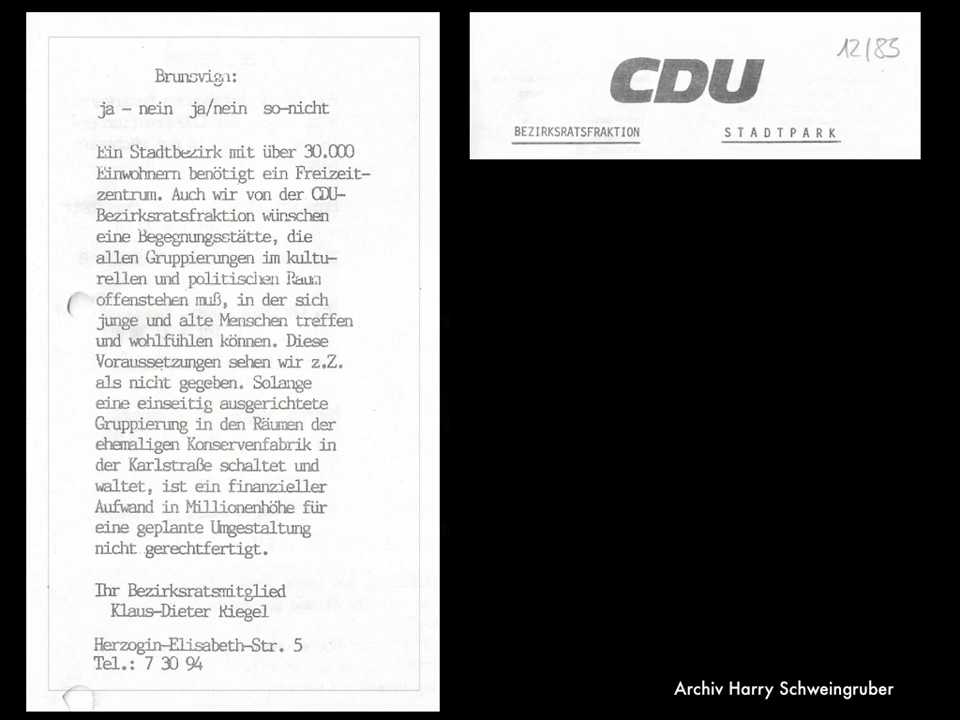 Brunsviga:
ja - nein ja/nein so-nicht
Ein Stadtbezirk mit über 30.000
Einwohnern benötigt ein Freizeit-
zentrum. Auch wir von der CDU-
Bezirksratsfraktion wünschen
eine Begegnungsstätte, die
allen Gruppierungen im kultu-
rellen und politischen Raum
offenstehen muß, in der sich
junge und alte Menschen treffen
und wohlfühlen können. Diese
Voraussetzungen sehen wir z.Z.
als nicht gegeben. Solange
eine einseitig ausgerichtete
Gruppierung in den Räumen der
ehemaligen Konservenfabrik in
der Karlstraße schaltet und
waltet, ist ein finanzieller
Aufwand in Millionenhöhe für
eine geplante Umgestaltung
nicht gerechtfertigt.
Ihr Bezirksratsmitglied
Klaus-Dieter Riegel
Herzogin-Elisabeth-Str. 5
Tel.: 7 30 94
12/83
CDU
BEZIRKSRATSFRAKTION STADTPARK
Archiv Harry Schweingruber